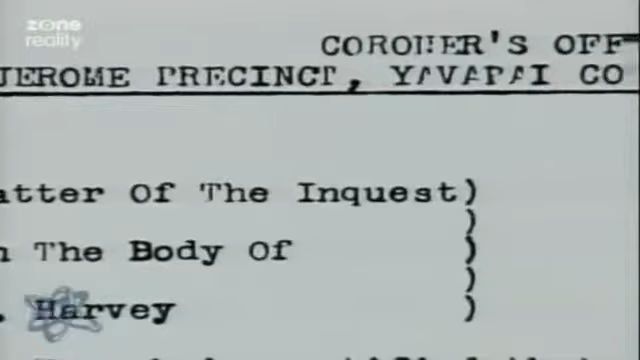 zone
reality
CORONER'S OFF
JEROME PRECINCT, YAVAPAI CO
atter Of The Inquest)
)
n The Body Of )
)
. Harvey )